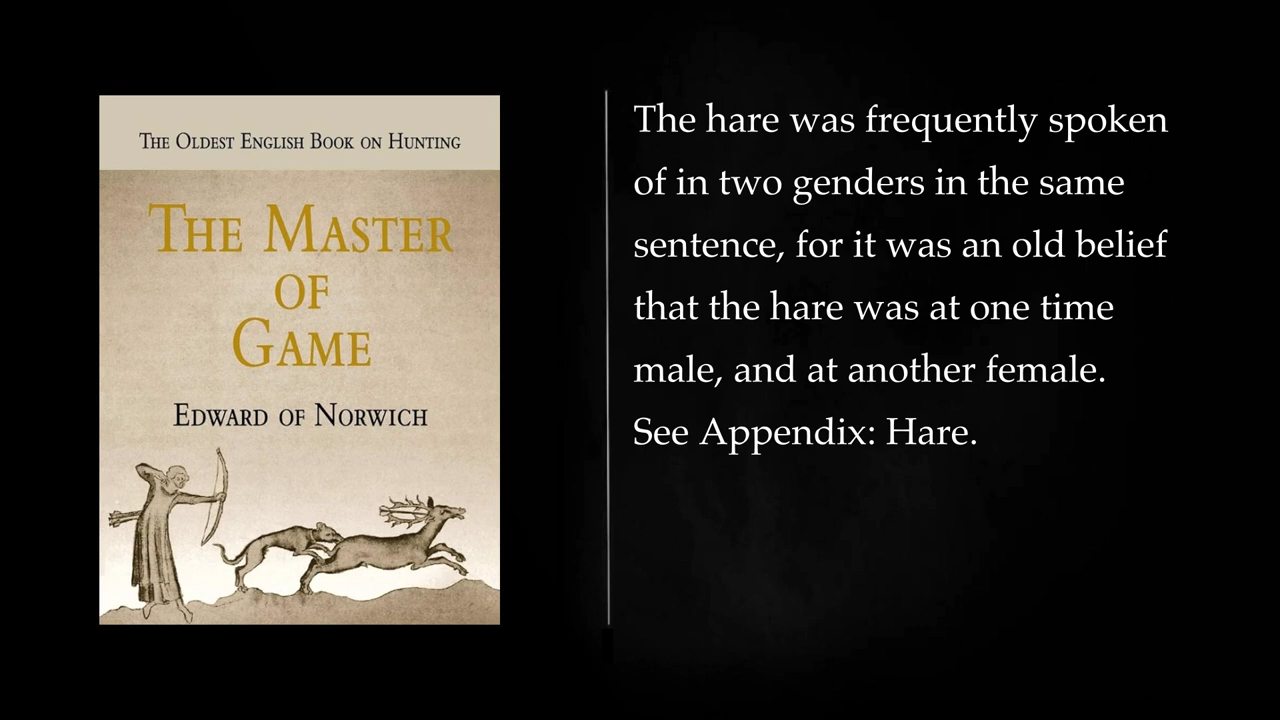 The Oldest English Book on Hunting
The Master
of
Game
Edward of Norwich
The hare was frequently spoken
of in two genders in the same
sentence, for it was an old belief
that the hare was at one time
male, and at another female.
See Appendix: Hare.